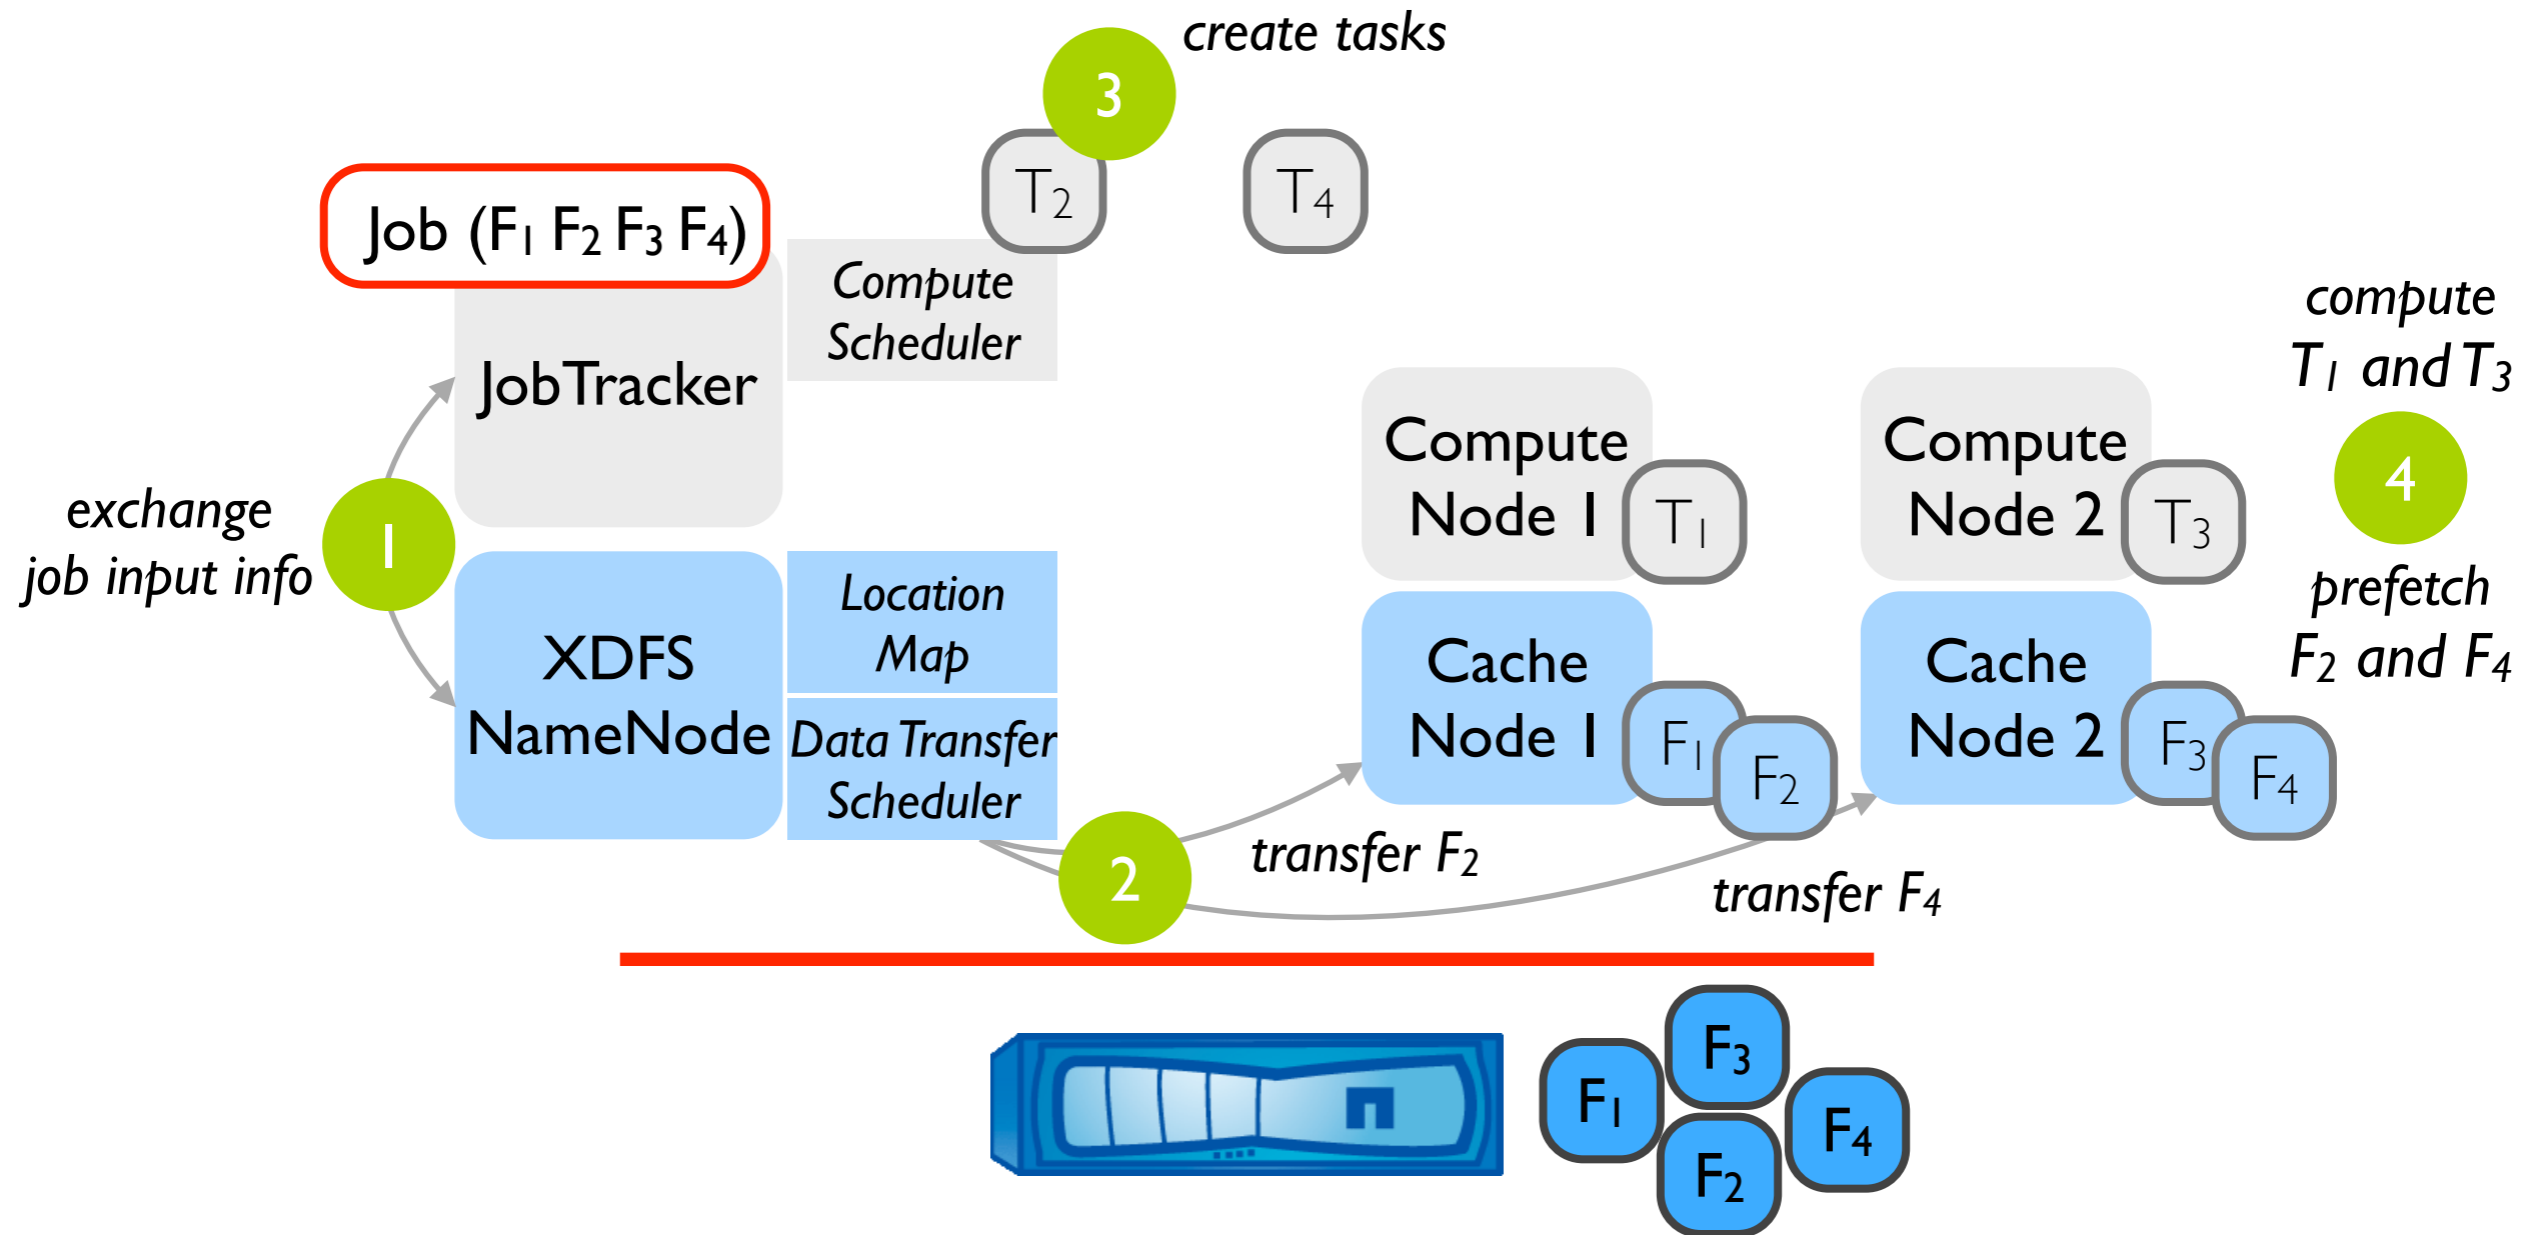 create tasks
3
T2
T4
Job (F1 F2 F3 F4)
Compute
Scheduler
JobTracker
exchange
job input info
1
XDFS
NameNode
Location
Map
Data Transfer
Scheduler
2
transfer F2
transfer F4
Compute
Node 1
T1
Compute
Node 2
T3
Cache
Node 1
F1
F2
Cache
Node 2
F3
F4
compute
T1 and T3
4
prefetch
F2 and F4
F1
F3
F2
F4